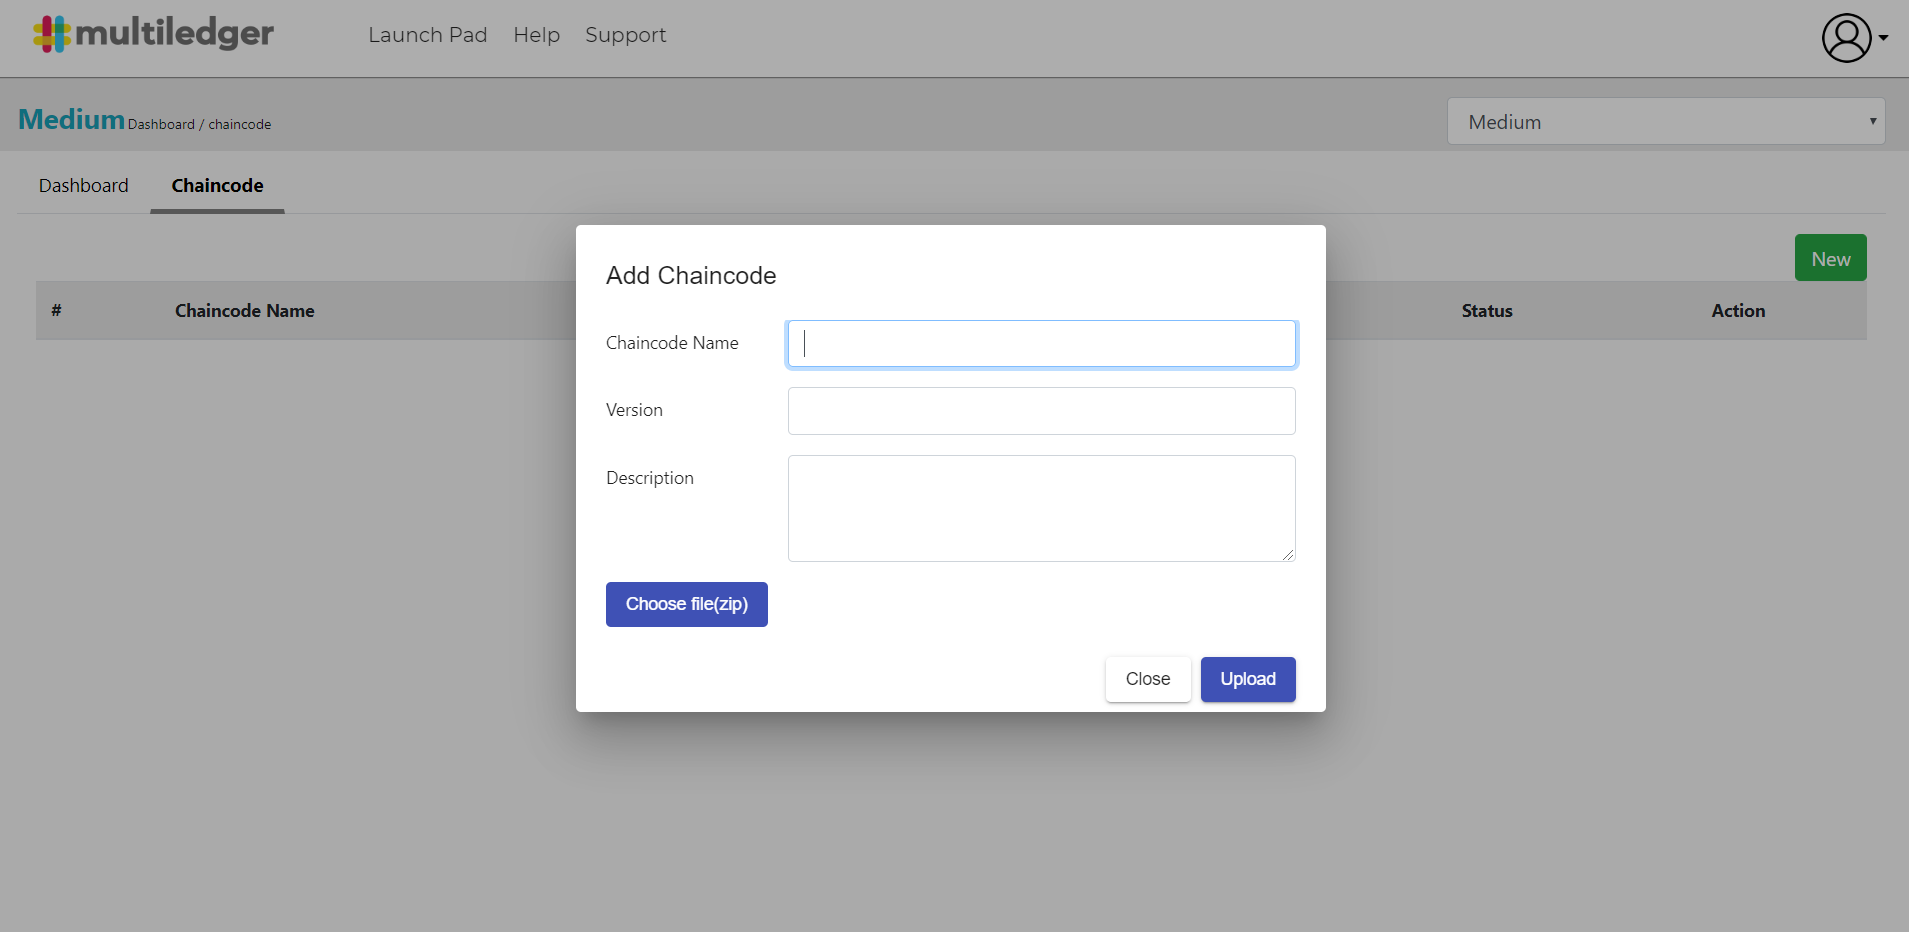 multiledger Launch Pad Help Support
Medium Dashboard / chaincode Medium
Dashboard Chaincode
New
# Chaincode Name Status Action
Add Chaincode
Chaincode Name
Version
Description
Choose file(zip)
Close Upload